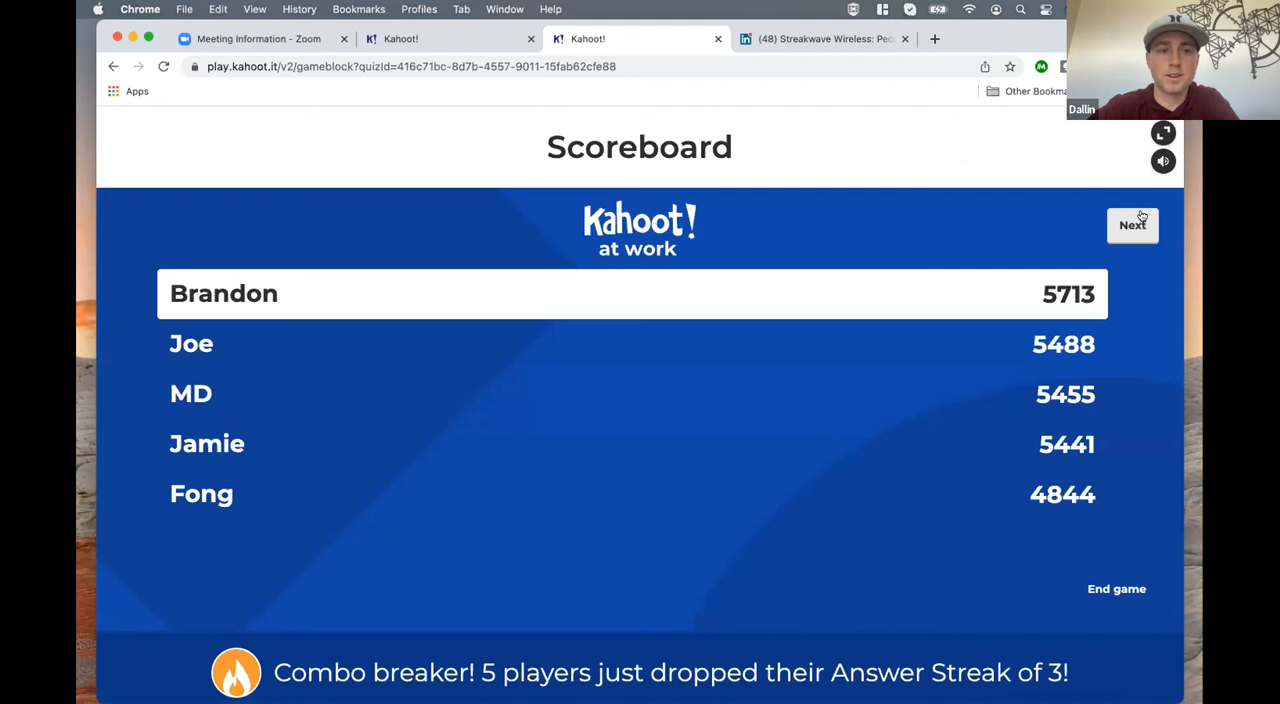 Chrome File Edit View History Bookmarks Profiles Tab Window Help
Meeting Information - Zoom
Kahoot!
Kahoot!
(48) Streakwave Wireless: Peo
play.kahoot.it/v2/gameblock?quizId=416c71bc-8d7b-4557-9011-15fab62cfe88
Apps
Other Bookma
Dallin
Scoreboard
Kahoot!
at work
Next
Brandon 5713
Joe 5488
MD 5455
Jamie 5441
Fong 4844
End game
Combo breaker! 5 players just dropped their Answer Streak of 3!